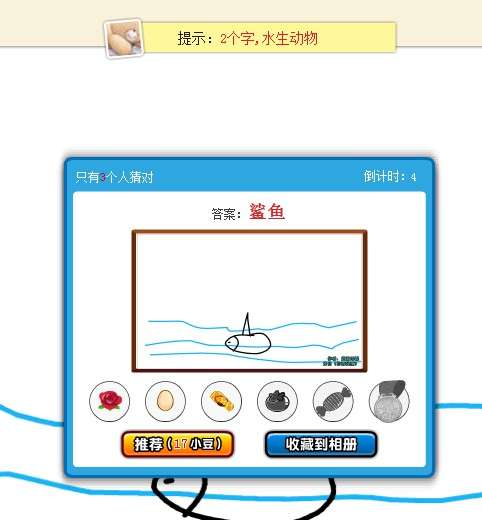 提示：2个字,水生动物
只有3个人猜对
倒计时：4
答案：鲨鱼
推荐(17小豆)
收藏到相册